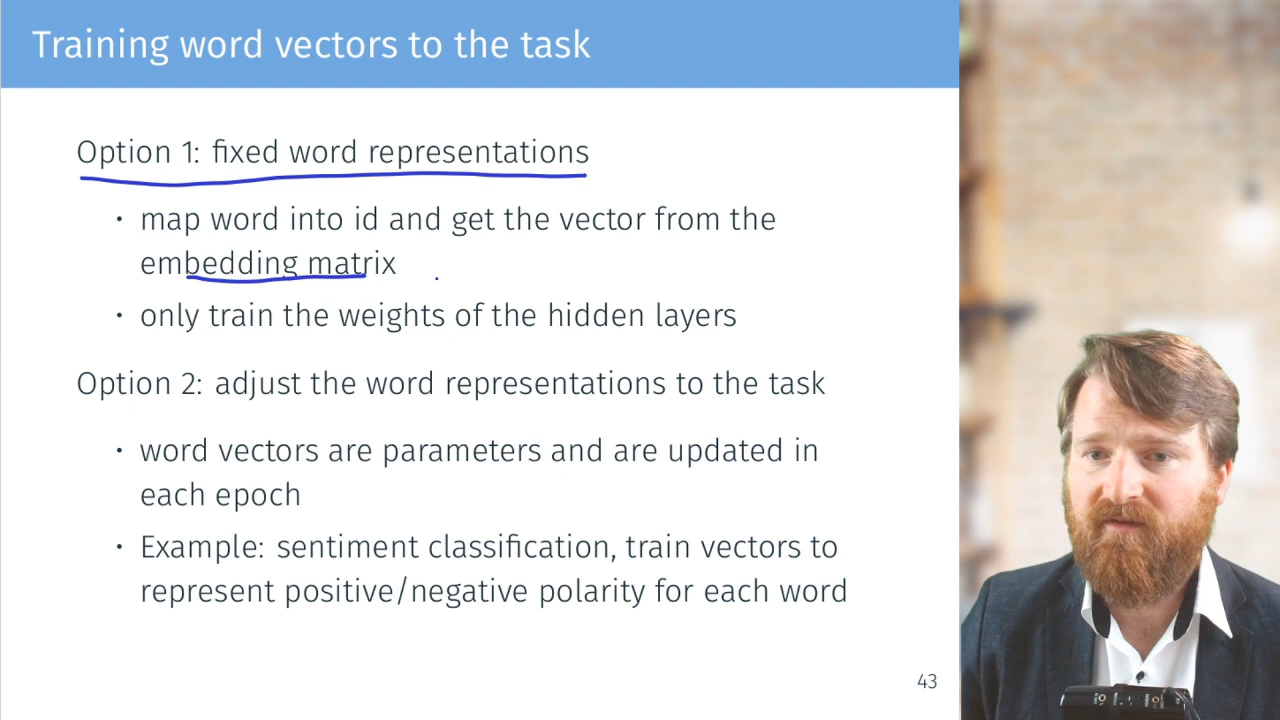 Training word vectors to the task
Option 1: fixed word representations
• map word into id and get the vector from the
embedding matrix
• only train the weights of the hidden layers
Option 2: adjust the word representations to the task
• word vectors are parameters and are updated in
each epoch
• Example: sentiment classification, train vectors to
represent positive/negative polarity for each word
43